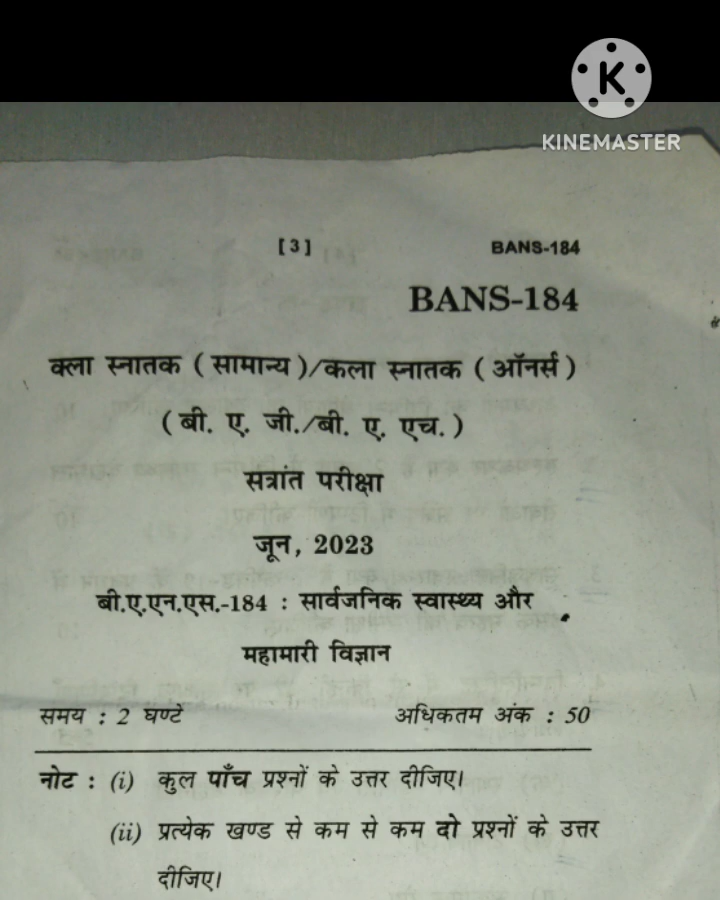 K
KINEMASTER
[ 3 ] BANS-184
BANS-184
क्ला स्नातक ( सामान्य )/कला स्नातक ( ऑनर्स )
( बी. ए. जी./बी. ए. एच. )
सत्रांत परीक्षा
जून, 2023
बी.ए.एन.एस.-184 : सार्वजनिक स्वास्थ्य और
महामारी विज्ञान
समय : 2 घण्टे अधिकतम अंक : 50
नोट : (i) कुल पाँच प्रश्नों के उत्तर दीजिए।
(ii) प्रत्येक खण्ड से कम से कम दो प्रश्नों के उत्तर
दीजिए।